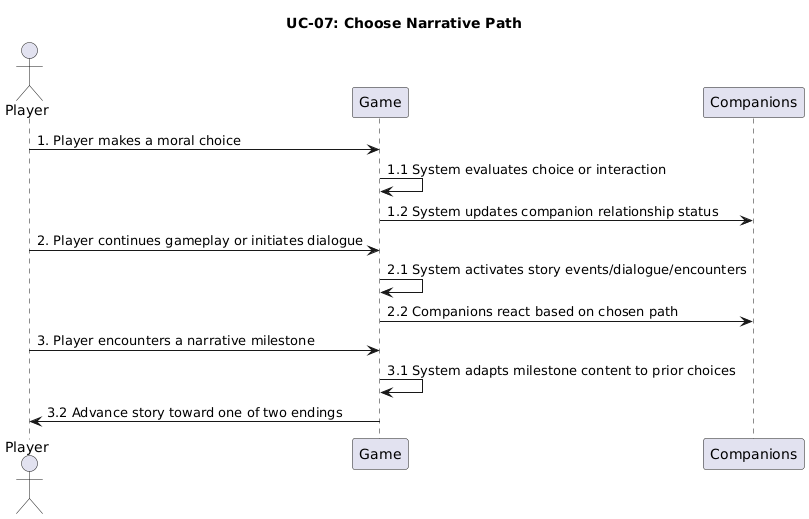 UC-07: Choose Narrative Path
Player
Game
Companions
1. Player makes a moral choice
1.1 System evaluates choice or interaction
1.2 System updates companion relationship status
2. Player continues gameplay or initiates dialogue
2.1 System activates story events/dialogue/encounters
2.2 Companions react based on chosen path
3. Player encounters a narrative milestone
3.1 System adapts milestone content to prior choices
3.2 Advance story toward one of two endings
Player
Game
Companions